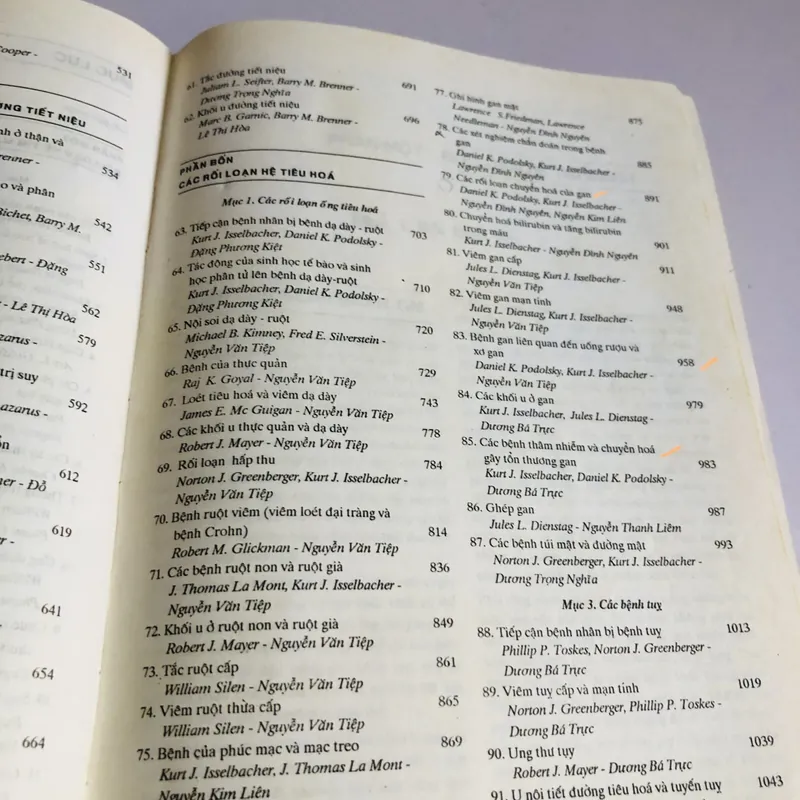 Cooper -
531
UNG TIẾT NIỆU
nh ở thận và
renner -
534
o và phân
542
Richet, Barry M.
551
ebert - Đặng
562
- Lê Thị Hòa
579
azarus -
trị suy
592
azarus -
ổn
612
ner - Đỗ
619
er -
641
654
664
61. Tắc đường tiết niệu 691
Juliam L. Seifter, Barry M. Brenner -
Dương Trọng Nghĩa
62. Khối u đường tiết niệu 696
Marc B. Garnic, Barry M. Brenner -
Lê Thị Hòa
PHẦN BỐN
CÁC RỐI LOẠN HỆ TIÊU HOÁ
Mục 1. Các rối loạn ống tiêu hoá
63. Tiếp cận bệnh nhân bị bệnh dạ dày - ruột 703
Kurt J. Isselbacher, Daniel K. Podolsky -
Đặng Phương Kiệt
64. Tác động của sinh học tế bào và sinh
học phân tử lên bệnh dạ dày-ruột 710
Kurt J. Isselbacher, Daniel K. Podolsky -
Đặng Phương Kiệt
65. Nội soi dạ dày - ruột 720
Michael B. Kimney, Fred E. Silverstein -
Nguyễn Văn Tiệp
66. Bệnh của thực quản 729
Raj K. Goyal - Nguyễn Văn Tiệp
67. Loét tiêu hoá và viêm dạ dày 743
James E. Mc Guigan - Nguyễn Văn Tiệp
68. Các khối u thực quản và dạ dày 778
Robert J. Mayer - Nguyễn Văn Tiệp
69. Rối loạn hấp thu 784
Norton J. Greenberger, Kurt J. Isselbacher -
Nguyễn Văn Tiệp
70. Bệnh ruột viêm (viêm loét đại tràng và
bệnh Crohn) 814
Robert M. Glickman - Nguyễn Văn Tiệp
71. Các bệnh ruột non và ruột già 836
J. Thomas La Mont, Kurt J. Isselbacher -
Nguyễn Văn Tiệp
72. Khối u ở ruột non và ruột già 849
Robert J. Mayer - Nguyễn Văn Tiệp
73. Tắc ruột cấp 861
William Silen - Nguyễn Văn Tiệp
74. Viêm ruột thừa cấp 865
William Silen - Nguyễn Văn Tiệp
75. Bệnh của phúc mạc và mạc treo 869
Kurt J. Isselbacher, J. Thomas La Mont -
Nguyễn Kim Liên
77. Ghi hình gan mật 875
Lawrence S. Friedman, Lawrence
Needleman - Nguyễn Đình Nguyên
78. Các xét nghiệm chẩn đoán trong bệnh
gan 885
Daniel K. Podolsky, Kurt J. Isselbacher -
Nguyễn Đình Nguyên
79. Các rối loạn chuyển hoá của gan 891
Daniel K. Podolsky, Kurt J. Isselbacher -
Nguyễn Đình Nguyên, Nguyễn Kim Liên
80. Chuyển hoá bilirubin và tăng bilirubin
trong máu 901
Kurt J. Isselbacher - Nguyễn Đình Nguyên
81. Viêm gan cấp 911
Jules L. Dienstag, Kurt J. Isselbacher -
Nguyễn Văn Tiệp
82. Viêm gan mạn tính 948
Jules L. Dienstag, Kurt J. Isselbacher -
Nguyễn Văn Tiệp
83. Bệnh gan liên quan đến uống rượu và
xơ gan 958
Daniel K. Podolsky, Kurt J. Isselbacher -
Nguyễn Văn Tiệp
84. Các khối u ở gan 979
Kurt J. Isselbacher, Jules L. Dienstag -
Dương Bá Trực
85. Các bệnh thâm nhiễm và chuyển hoá
gây tổn thương gan 983
Kurt J. Isselbacher, Daniel K. Podolsky -
Dương Bá Trực
86. Ghép gan 987
Jules L. Dienstag - Nguyễn Thanh Liêm
87. Các bệnh túi mật và đường mật 993
Norton J. Greenberger, Kurt J. Isselbacher -
Dương Trọng Nghĩa
Mục 3. Các bệnh tuỵ
88. Tiếp cận bệnh nhân bị bệnh tuỵ 1013
Phillip P. Toskes, Norton J. Greenberger -
Dương Bá Trực
89. Viêm tuỵ cấp và mạn tính 1019
Norton J. Greenberger, Phillip P. Toskes -
Dương Bá Trực
90. Ung thư tụy 1039
Robert J. Mayer - Dương Bá Trực
91. U nội tiết đường tiêu hoá và tuyến tuỵ 1043